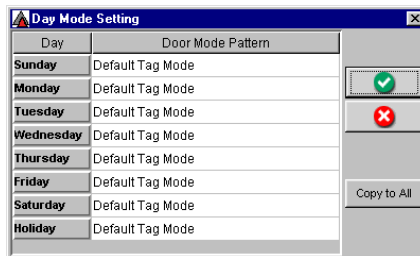 Day Mode Setting
Day Door Mode Pattern
Sunday Default Tag Mode
Monday Default Tag Mode
Tuesday Default Tag Mode
Wednesday Default Tag Mode
Thursday Default Tag Mode
Friday Default Tag Mode
Saturday Default Tag Mode
Holiday Default Tag Mode
Copy to All